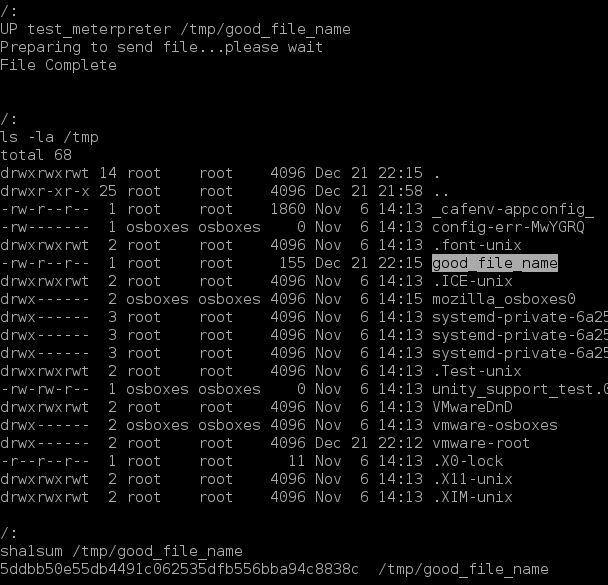 /:
UP test_meterpreter /tmp/good_file_name
Preparing to send file...please wait
File Complete
/:
ls -la /tmp
total 68
drwxrwxrwt 14 root    root    4096 Dec 21 22:15 .
drwxr-xr-x 25 root    root    4096 Dec 21 21:58 ..
-rw-r--r--  1 root    root    1860 Nov  6 14:13 _cafenv-appconfig_
-rw-------  1 osboxes osboxes    0 Nov  6 14:13 config-err-MwYGRQ
drwxrwxrwt  2 root    root    4096 Nov  6 14:13 .font-unix
-rw-r--r--  1 root    root     155 Dec 21 22:15 good_file_name
drwxrwxrwt  2 root    root    4096 Nov  6 14:13 .ICE-unix
drwx------  2 osboxes osboxes 4096 Nov  6 14:15 mozilla_osboxes0
drwx------  3 root    root    4096 Nov  6 14:13 systemd-private-6a25
drwx------  3 root    root    4096 Nov  6 14:13 systemd-private-6a25
drwx------  3 root    root    4096 Nov  6 14:13 systemd-private-6a25
drwxrwxrwt  2 root    root    4096 Nov  6 14:13 .Test-unix
-rw-rw-r--  1 osboxes osboxes    0 Nov  6 14:13 unity_support_test.0
drwxrwxrwt  2 root    root    4096 Nov  6 14:13 VMwareDnD
drwx------  2 osboxes osboxes 4096 Nov  6 14:13 vmware-osboxes
drwx------  2 root    root    4096 Dec 21 22:12 vmware-root
-r--r--r--  1 root    root      11 Nov  6 14:13 .X0-lock
drwxrwxrwt  2 root    root    4096 Nov  6 14:13 .X11-unix
drwxrwxrwt  2 root    root    4096 Nov  6 14:13 .XIM-unix
/:
sha1sum /tmp/good_file_name
5ddbb50e55db4491c062535dfb556bba94c8838c  /tmp/good_file_name